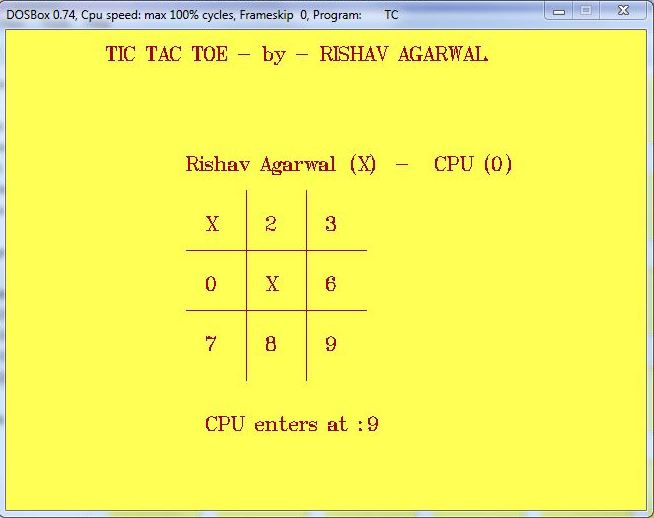 DOSBox 0.74, Cpu speed: max 100% cycles, Frameskip 0, Program: TC
TIC TAC TOE - by - RISHAV AGARWAL
Rishav Agarwal (X) - CPU (0)
X 2 3
0 X 6
7 8 9
CPU enters at :9